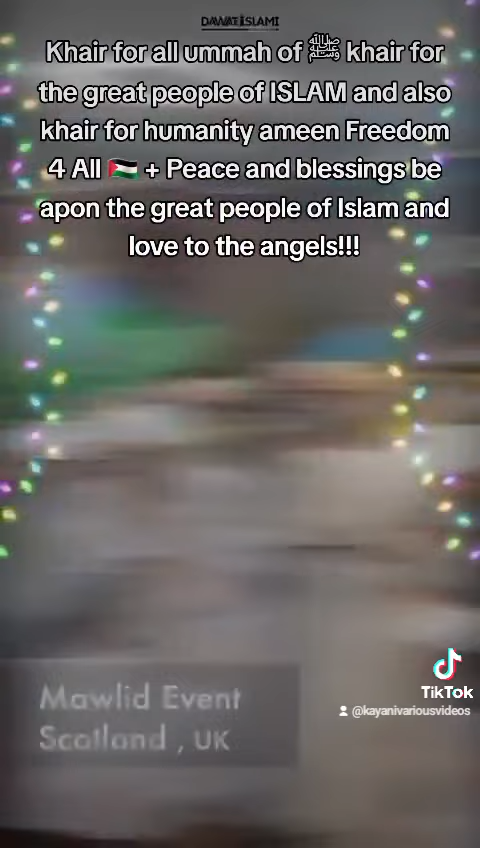 DAWATEISLAMI
Khair for all ummah of ﷺ khair for
the great people of ISLAM and also
khair for humanity ameen Freedom
4 All 🇵🇸 + Peace and blessings be
apon the great people of Islam and
love to the angels!!!
Mawlid Event
Scotland , UK
TikTok
@kayanivariousvideos